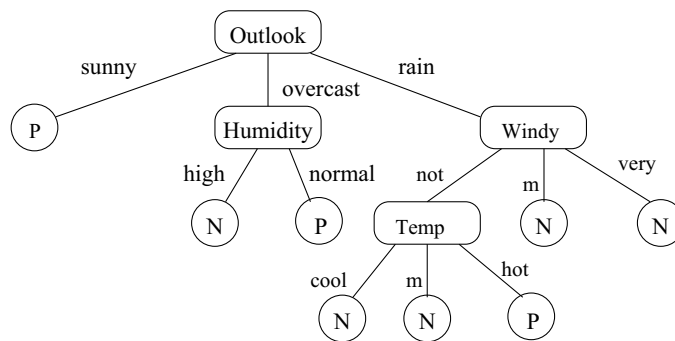 Outlook
sunny
overcast
rain
P
Humidity
Windy
high
normal
not
m
very
N
P
Temp
N
N
cool
m
hot
N
N
P